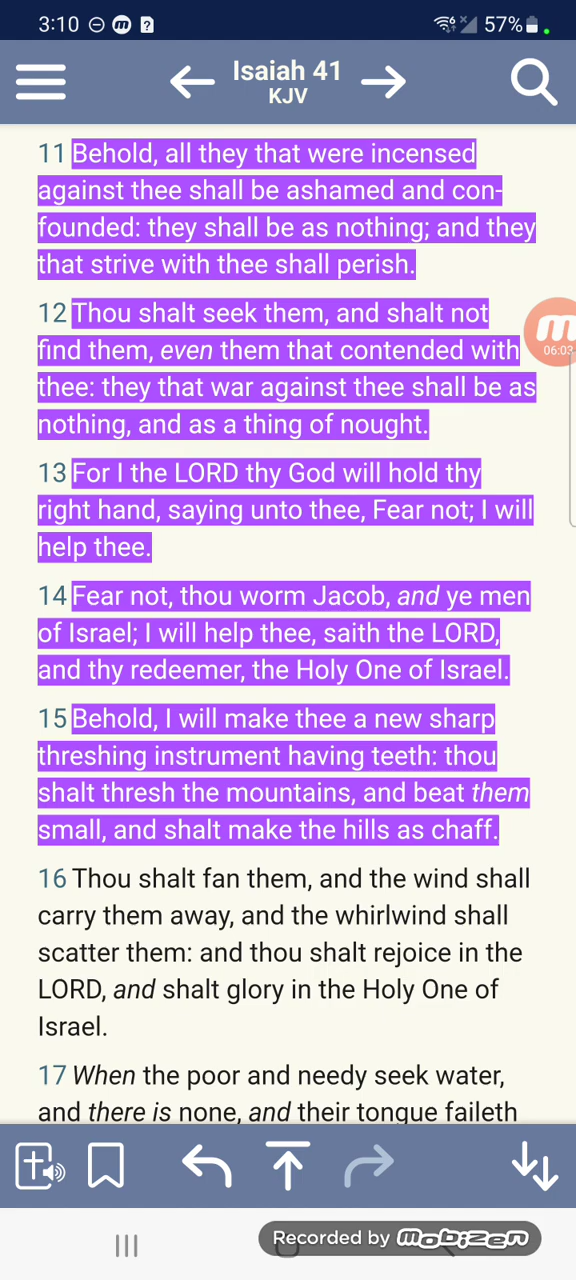 3:10 57%
Isaiah 41
KJV
11 Behold, all they that were incensed
against thee shall be ashamed and con-
founded: they shall be as nothing; and they
that strive with thee shall perish.
12 Thou shalt seek them, and shalt not
find them, even them that contended with
thee: they that war against thee shall be as
nothing, and as a thing of nought.
13 For I the LORD thy God will hold thy
right hand, saying unto thee, Fear not; I will
help thee.
14 Fear not, thou worm Jacob, and ye men
of Israel; I will help thee, saith the LORD,
and thy redeemer, the Holy One of Israel.
15 Behold, I will make thee a new sharp
threshing instrument having teeth: thou
shalt thresh the mountains, and beat them
small, and shalt make the hills as chaff.
16 Thou shalt fan them, and the wind shall
carry them away, and the whirlwind shall
scatter them: and thou shalt rejoice in the
LORD, and shalt glory in the Holy One of
Israel.
17 When the poor and needy seek water,
and there is none, and their tongue faileth
m
06:03
Recorded by mobizen